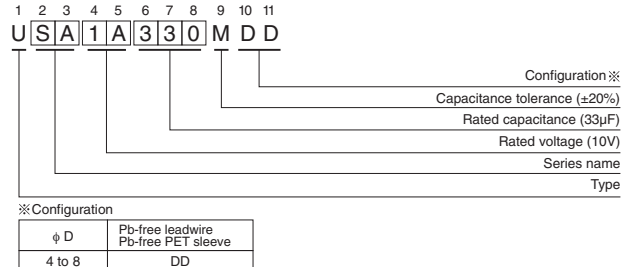 1 2 3 4 5 6 7 8 9 10 11
U S A 1 A 3 3 0 M D D
Configuration※
Capacitance tolerance (±20%)
Rated capacitance (33µF)
Rated voltage (10V)
Series name
Type
※Configuration
ϕ D
Pb-free leadwire
Pb-free PET sleeve
4 to 8
DD